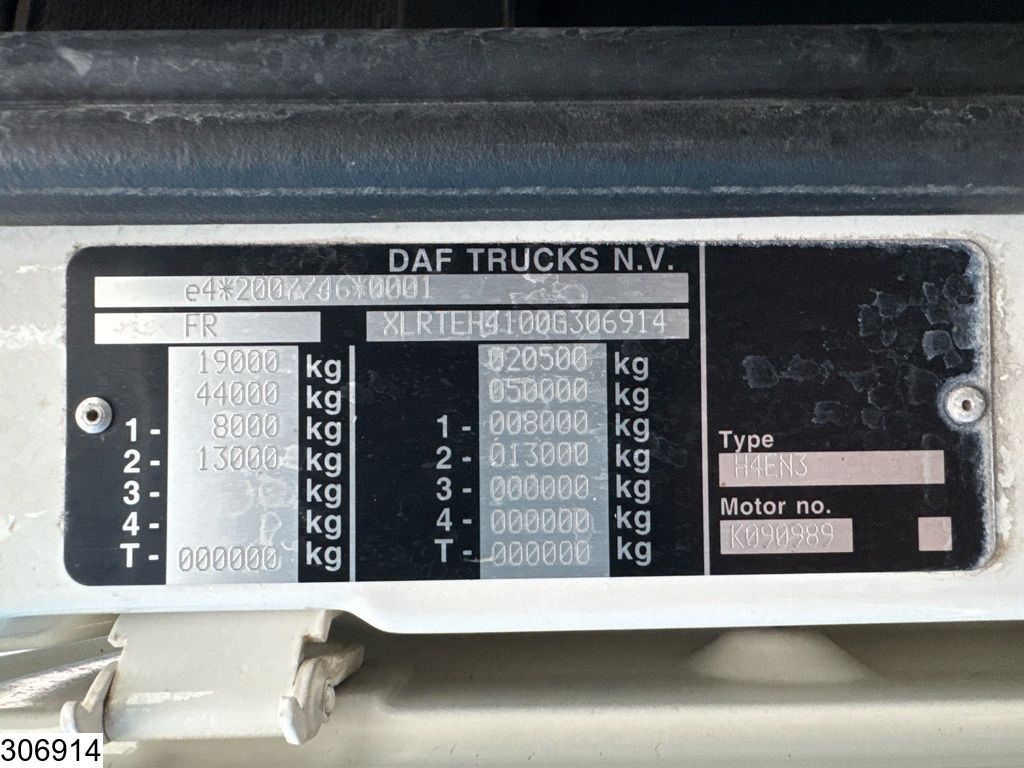 DAF TRUCKS N.V.
e4*2007/46*0001
FR XLRTEH4100G306914
19000 kg 020500 kg
44000 kg 050000 kg
1- 8000 kg 1- 008000 kg
2- 13000 kg 2- 013000 kg
3- kg 3- 000000 kg
4- kg 4- 000000 kg
T- 000000 kg T- 000000 kg
Type
H4EN3
Motor no.
K090989
306914